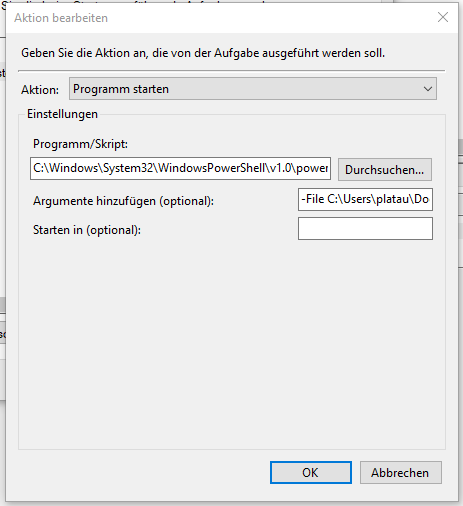 Aktion bearbeiten
Geben Sie die Aktion an, die von der Aufgabe ausgeführt werden soll.
Aktion: Programm starten
Einstellungen
Programm/Skript:
C:\Windows\System32\WindowsPowerShell\v1.0\power Durchsuchen...
Argumente hinzufügen (optional): -File C:\Users\platau\Do
Starten in (optional):
OK Abbrechen